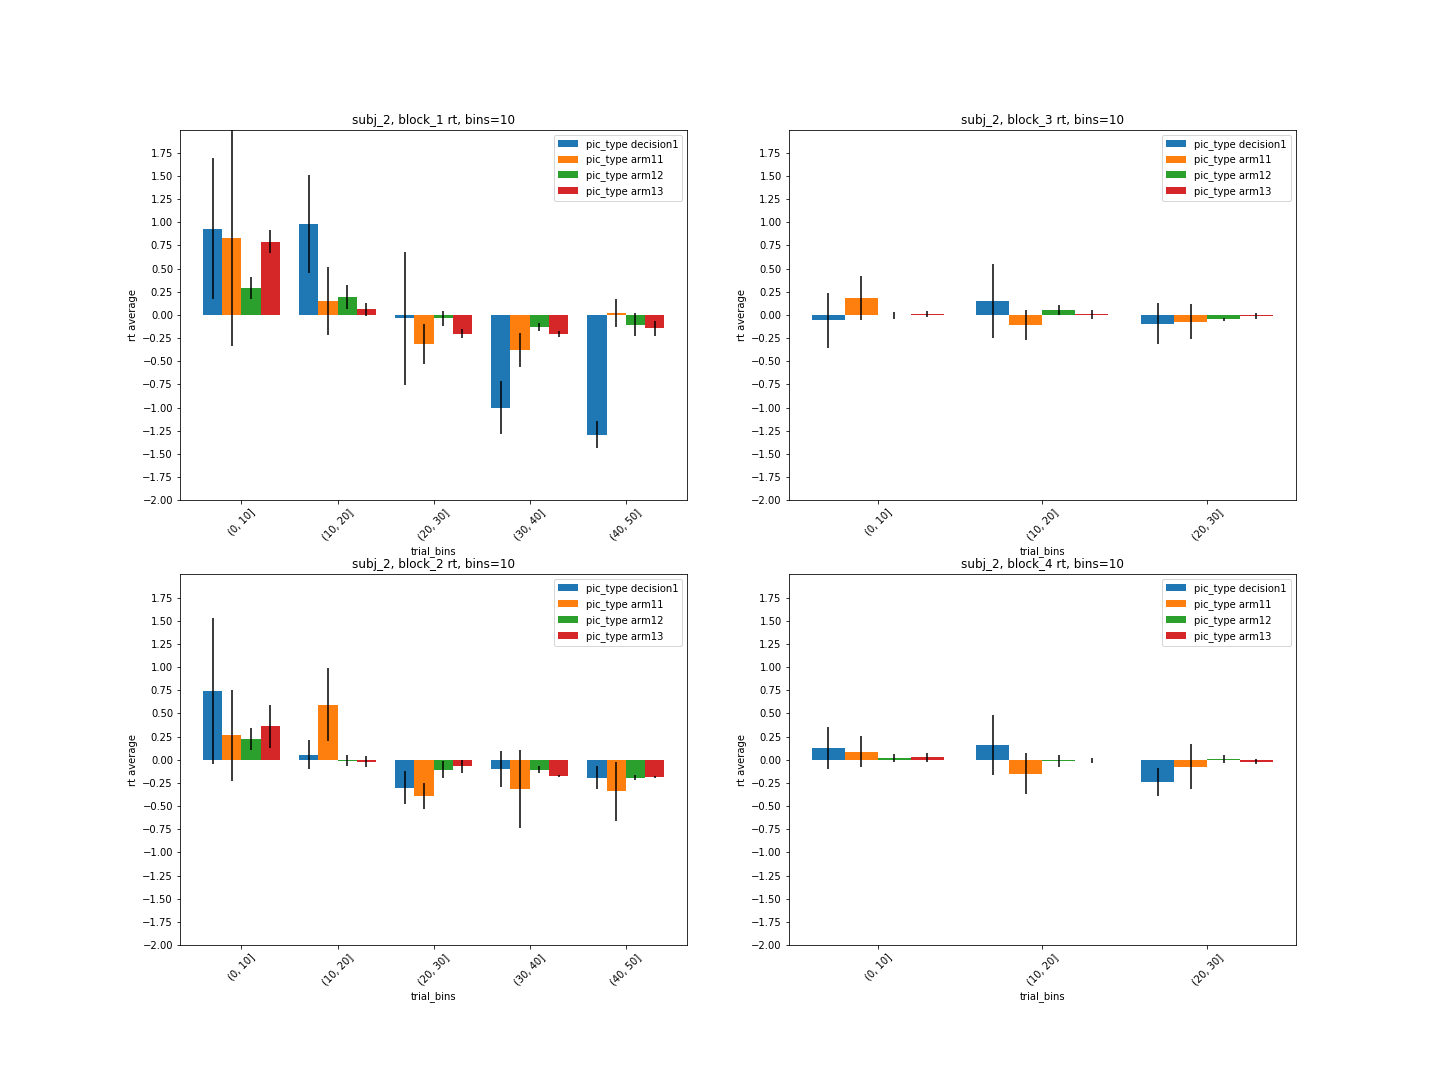 subj_2, block_1 rt, bins=10
pic_type decision1
pic_type arm11
pic_type arm12
pic_type arm13
1.75
1.50
1.25
1.00
0.75
0.50
0.25
0.00
−0.25
−0.50
−0.75
−1.00
−1.25
−1.50
−1.75
−2.00
rt average
(0, 10]
(10, 20]
(20, 30]
(30, 40]
(40, 50]
trial_bins
subj_2, block_3 rt, bins=10
pic_type decision1
pic_type arm11
pic_type arm12
pic_type arm13
1.75
1.50
1.25
1.00
0.75
0.50
0.25
0.00
−0.25
−0.50
−0.75
−1.00
−1.25
−1.50
−1.75
−2.00
rt average
(0, 10]
(10, 20]
(20, 30]
trial_bins
subj_2, block_2 rt, bins=10
pic_type decision1
pic_type arm11
pic_type arm12
pic_type arm13
1.75
1.50
1.25
1.00
0.75
0.50
0.25
0.00
−0.25
−0.50
−0.75
−1.00
−1.25
−1.50
−1.75
−2.00
rt average
(0, 10]
(10, 20]
(20, 30]
(30, 40]
(40, 50]
trial_bins
subj_2, block_4 rt, bins=10
pic_type decision1
pic_type arm11
pic_type arm12
pic_type arm13
1.75
1.50
1.25
1.00
0.75
0.50
0.25
0.00
−0.25
−0.50
−0.75
−1.00
−1.25
−1.50
−1.75
−2.00
rt average
(0, 10]
(10, 20]
(20, 30]
trial_bins